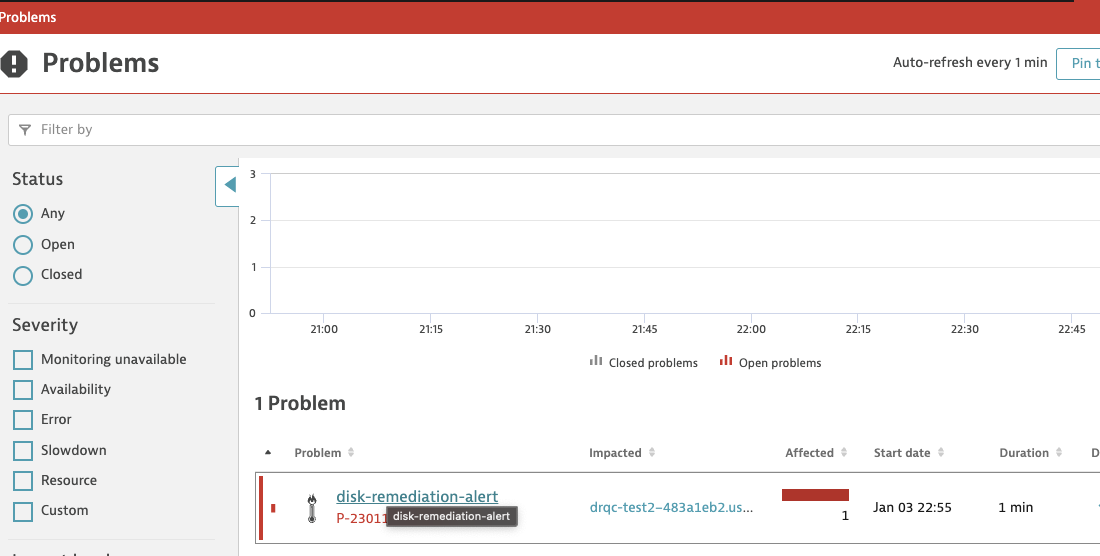 Problems
Problems
Auto-refresh every 1 min
Pin t
Filter by
Status
Any
Open
Closed
Severity
Monitoring unavailable
Availability
Error
Slowdown
Resource
Custom
3
2
1
0
21:00 21:15 21:30 21:45 22:00 22:15 22:30 22:45
Closed problems Open problems
1 Problem
Problem Impacted Affected Start date Duration D
disk-remediation-alert
P-23011
disk-remediation-alert
drqc-test2-483a1eb2.us...
1
Jan 03 22:55
1 min